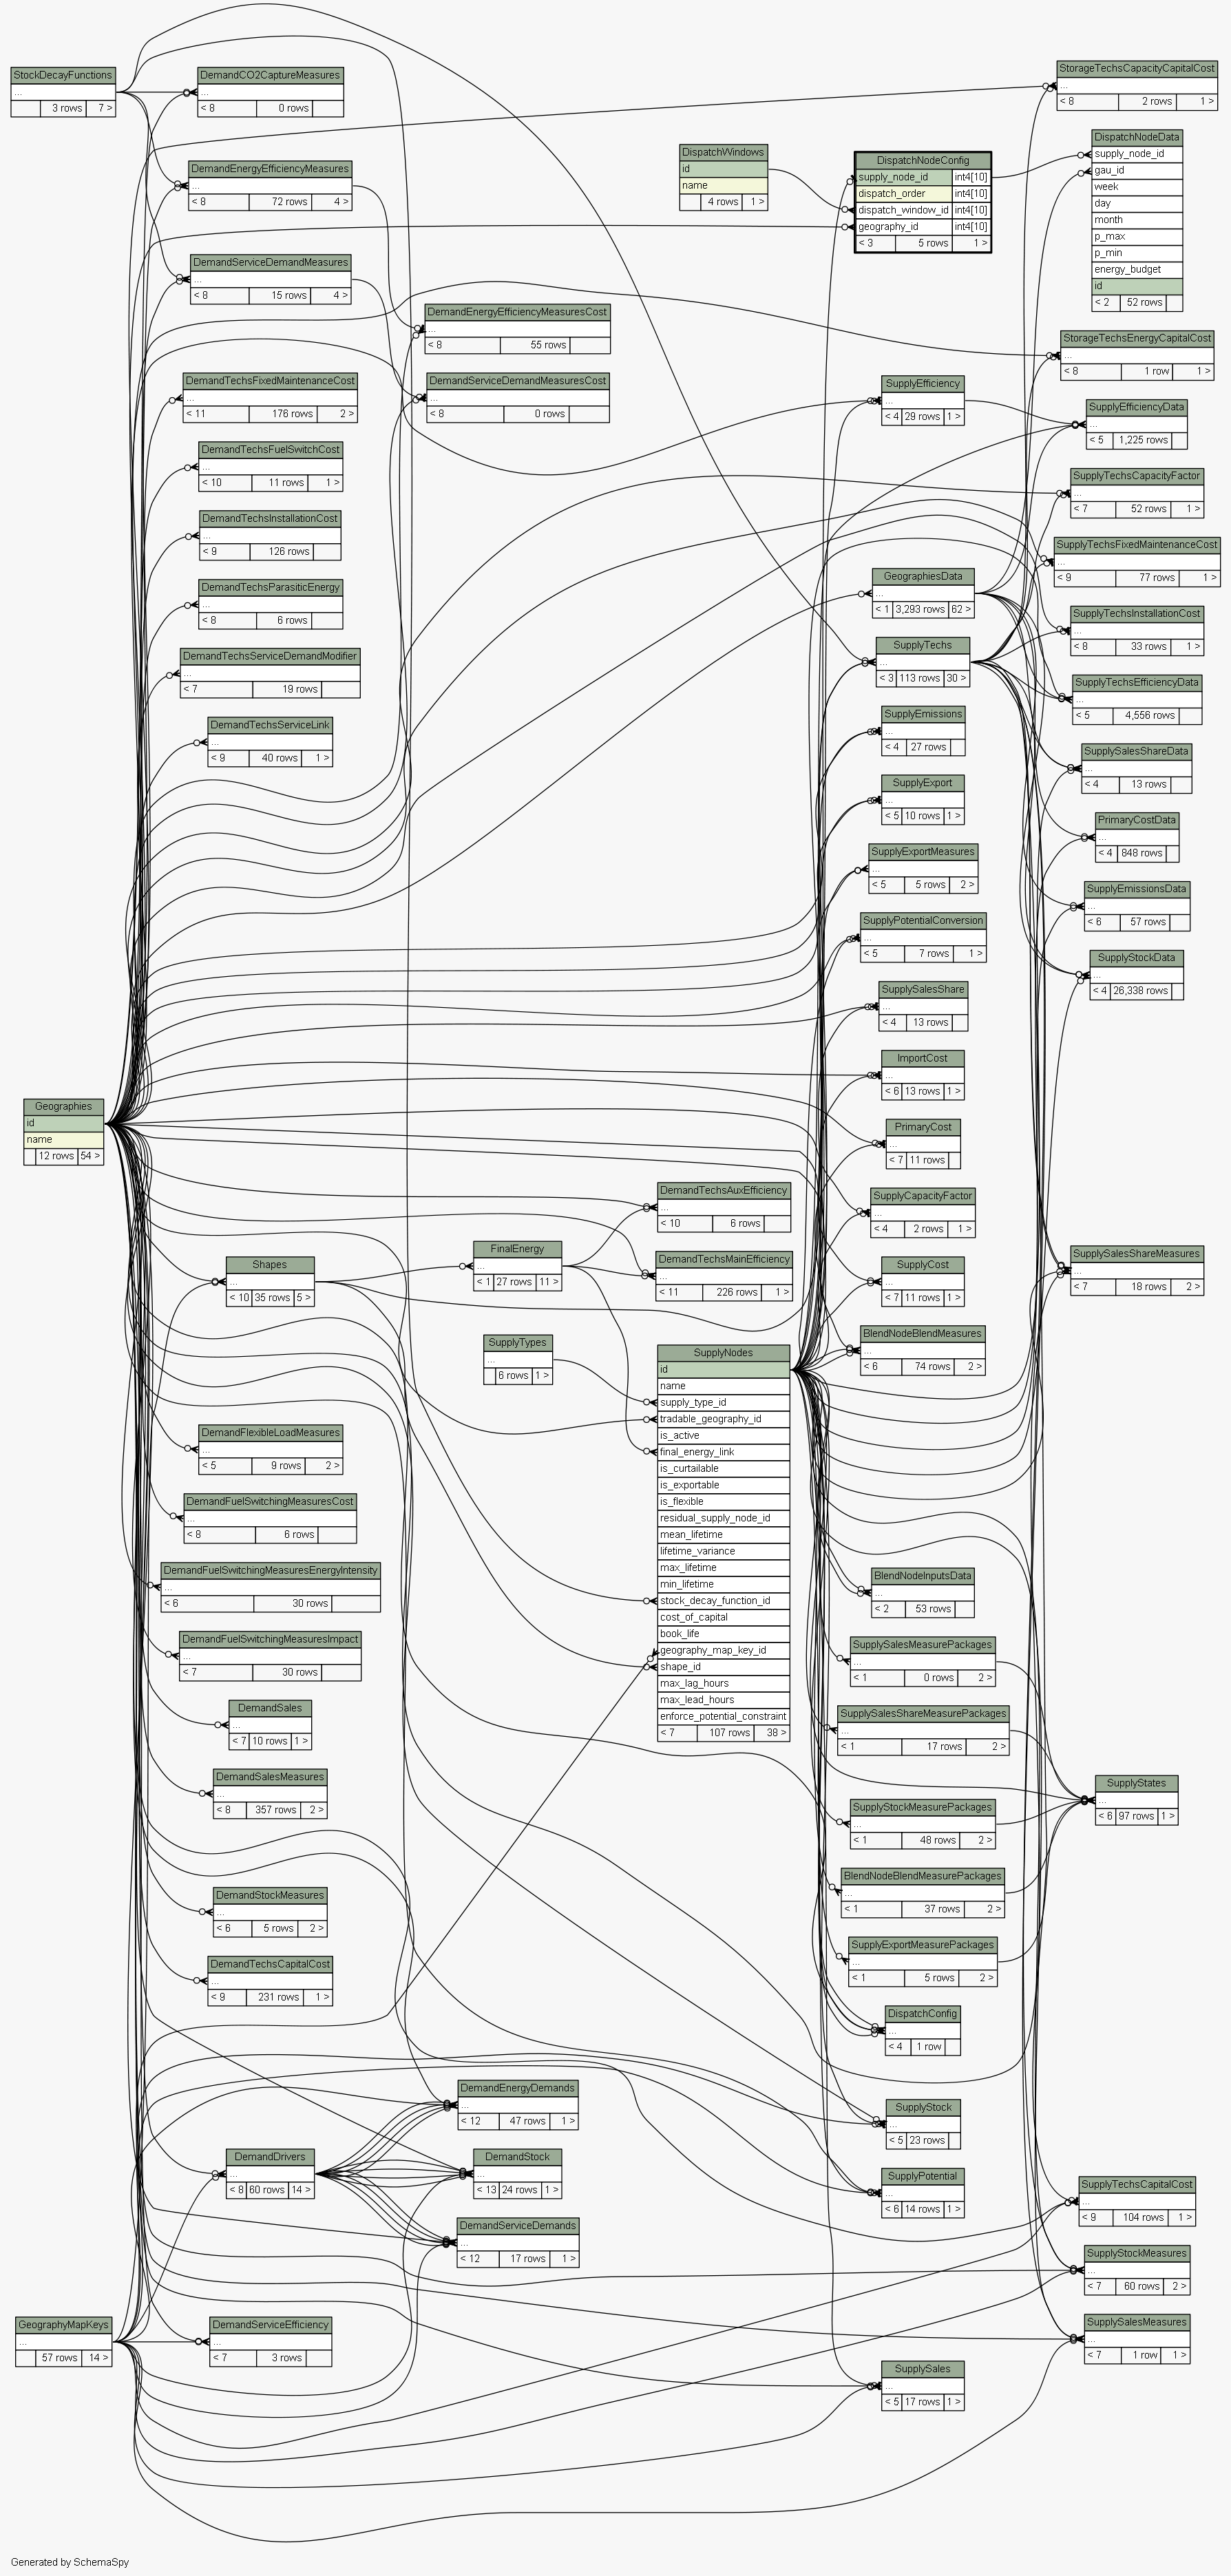 StockDecayFunctions
...
3 rows 7 >
DemandCO2CaptureMeasures
...
< 8 0 rows
StorageTechsCapacityCapitalCost
...
< 8 2 rows 1 >
DemandEnergyEfficiencyMeasures
...
< 8 72 rows 4 >
DispatchWindows
id
name
4 rows 1 >
DispatchNodeConfig
supply_node_id int4[10]
dispatch_order int4[10]
dispatch_window_id int4[10]
geography_id int4[10]
< 3 5 rows 1 >
DispatchNodeData
supply_node_id
gau_id
week
day
month
p_max
p_min
energy_budget
id
< 2 52 rows
DemandServiceDemandMeasures
...
< 8 15 rows 4 >
DemandEnergyEfficiencyMeasuresCost
...
< 8 55 rows
StorageTechsEnergyCapitalCost
...
< 8 1 row 1 >
DemandTechsFixedMaintenanceCost
...
< 11 176 rows 2 >
DemandServiceDemandMeasuresCost
...
< 8 0 rows
SupplyEfficiency
...
< 4 29 rows 1 >
SupplyEfficiencyData
...
< 5 1,225 rows
DemandTechsFuelSwitchCost
...
< 10 11 rows 1 >
SupplyTechsCapacityFactor
...
< 7 52 rows 1 >
DemandTechsInstallationCost
...
< 9 126 rows
SupplyTechsFixedMaintenanceCost
...
< 9 77 rows 1 >
DemandTechsParasiticEnergy
...
< 8 6 rows
GeographiesData
...
< 1 3,293 rows 62 >
SupplyTechsInstallationCost
...
< 8 33 rows 1 >
DemandTechsServiceDemandModifier
...
< 7 19 rows
SupplyTechs
...
< 3 113 rows 30 >
SupplyTechsEfficiencyData
...
< 5 4,556 rows
DemandTechsServiceLink
...
< 9 40 rows 1 >
SupplyEmissions
...
< 4 27 rows
SupplySalesShareData
...
< 4 13 rows
SupplyExport
...
< 5 10 rows 1 >
PrimaryCostData
...
< 4 848 rows
SupplyExportMeasures
...
< 5 5 rows 2 >
SupplyEmissionsData
...
< 6 57 rows
SupplyPotentialConversion
...
< 5 7 rows 1 >
SupplyStockData
...
< 4 26,338 rows
SupplySalesShare
...
< 4 13 rows
ImportCost
...
< 6 13 rows 1 >
Geographies
id
name
12 rows 54 >
PrimaryCost
...
< 7 11 rows
DemandTechsAuxEfficiency
...
< 10 6 rows
SupplyCapacityFactor
...
< 4 2 rows 1 >
Shapes
...
< 10 35 rows 5 >
FinalEnergy
...
< 1 27 rows 11 >
DemandTechsMainEfficiency
...
< 11 226 rows 1 >
SupplyCost
...
< 7 11 rows 1 >
SupplySalesShareMeasures
...
< 7 18 rows 2 >
SupplyTypes
...
6 rows 1 >
BlendNodeBlendMeasures
...
< 6 74 rows 2 >
SupplyNodes
id
name
supply_type_id
tradable_geography_id
is_active
final_energy_link
is_curtailable
is_exportable
is_flexible
residual_supply_node_id
mean_lifetime
lifetime_variance
max_lifetime
min_lifetime
stock_decay_function_id
cost_of_capital
book_life
geography_map_key_id
shape_id
max_lag_hours
max_lead_hours
enforce_potential_constraint
< 7 107 rows 38 >
DemandFlexibleLoadMeasures
...
< 5 9 rows 2 >
DemandFuelSwitchingMeasuresCost
...
< 8 6 rows
DemandFuelSwitchingMeasuresEnergyIntensity
...
< 6 30 rows
BlendNodeInputsData
...
< 2 53 rows
DemandFuelSwitchingMeasuresImpact
...
< 7 30 rows
SupplySalesMeasurePackages
...
< 1 0 rows 2 >
DemandSales
...
< 7 10 rows 1 >
SupplySalesShareMeasurePackages
...
< 1 17 rows 2 >
DemandSalesMeasures
...
< 8 357 rows 2 >
SupplyStates
...
< 6 97 rows 1 >
SupplyStockMeasurePackages
...
< 1 48 rows 2 >
DemandStockMeasures
...
< 6 5 rows 2 >
BlendNodeBlendMeasurePackages
...
< 1 37 rows 2 >
DemandTechsCapitalCost
...
< 9 231 rows 1 >
SupplyExportMeasurePackages
...
< 1 5 rows 2 >
DispatchConfig
...
< 4 1 row
DemandEnergyDemands
...
< 12 47 rows 1 >
SupplyStock
...
< 5 23 rows
DemandDrivers
...
< 8 60 rows 14 >
DemandStock
...
< 13 24 rows 1 >
SupplyPotential
...
< 6 14 rows 1 >
SupplyTechsCapitalCost
...
< 9 104 rows 1 >
DemandServiceDemands
...
< 12 17 rows 1 >
SupplyStockMeasures
...
< 7 60 rows 2 >
GeographyMapKeys
...
57 rows 14 >
DemandServiceEfficiency
...
< 7 3 rows
SupplySalesMeasures
...
< 7 1 row 1 >
SupplySales
...
< 5 17 rows 1 >
Generated by SchemaSpy